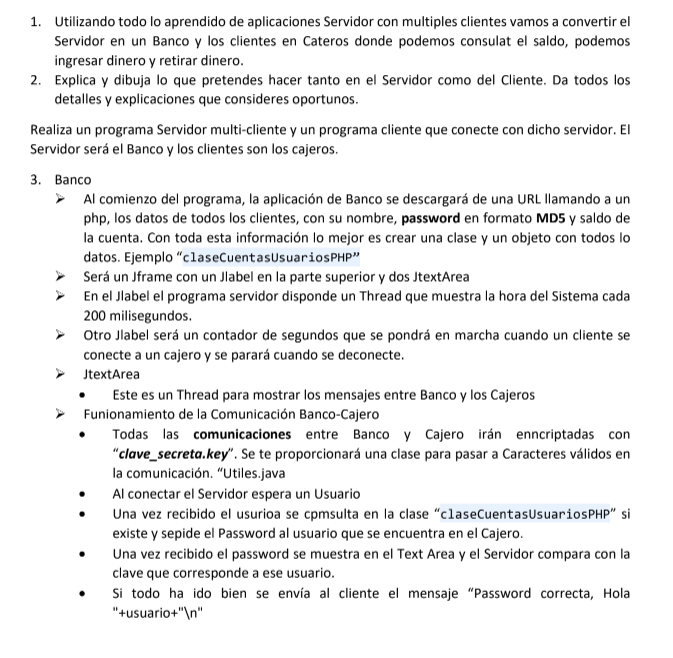 1. Utilizando todo lo aprendido de aplicaciones Servidor con multiples clientes vamos a convertir el
Servidor en un Banco y los clientes en Cateros donde podemos consulat el saldo, podemos
ingresar dinero y retirar dinero.
2. Explica y dibuja lo que pretendes hacer tanto en el Servidor como del Cliente. Da todos los
detalles y explicaciones que consideres oportunos.
Realiza un programa Servidor multi-cliente y un programa cliente que conecte con dicho servidor. El
Servidor será el Banco y los clientes son los cajeros.
3. Banco
➢ Al comienzo del programa, la aplicación de Banco se descargará de una URL llamando a un
php, los datos de todos los clientes, con su nombre, password en formato MD5 y saldo de
la cuenta. Con toda esta información lo mejor es crear una clase y un objeto con todos lo
datos. Ejemplo "claseCuentasUsuariosPHP"
➢ Será un Jframe con un Jlabel en la parte superior y dos JtextArea
➢ En el Jlabel el programa servidor disponde un Thread que muestra la hora del Sistema cada
200 milisegundos.
➢ Otro Jlabel será un contador de segundos que se pondrá en marcha cuando un cliente se
conecte a un cajero y se parará cuando se deconecte.
➢ JtextArea
• Este es un Thread para mostrar los mensajes entre Banco y los Cajeros
➢ Funionamiento de la Comunicación Banco-Cajero
• Todas las comunicaciones entre Banco y Cajero irán enncriptadas con
"clave_secreta.key". Se te proporcionará una clase para pasar a Caracteres válidos en
la comunicación. "Utiles.java
• Al conectar el Servidor espera un Usuario
• Una vez recibido el usurioa se cpmsulta en la clase "claseCuentasUsuariosPHP" si
existe y sepide el Password al usuario que se encuentra en el Cajero.
• Una vez recibido el password se muestra en el Text Area y el Servidor compara con la
clave que corresponde a ese usuario.
• Si todo ha ido bien se envía al cliente el mensaje "Password correcta, Hola
"+usuario+"\n"